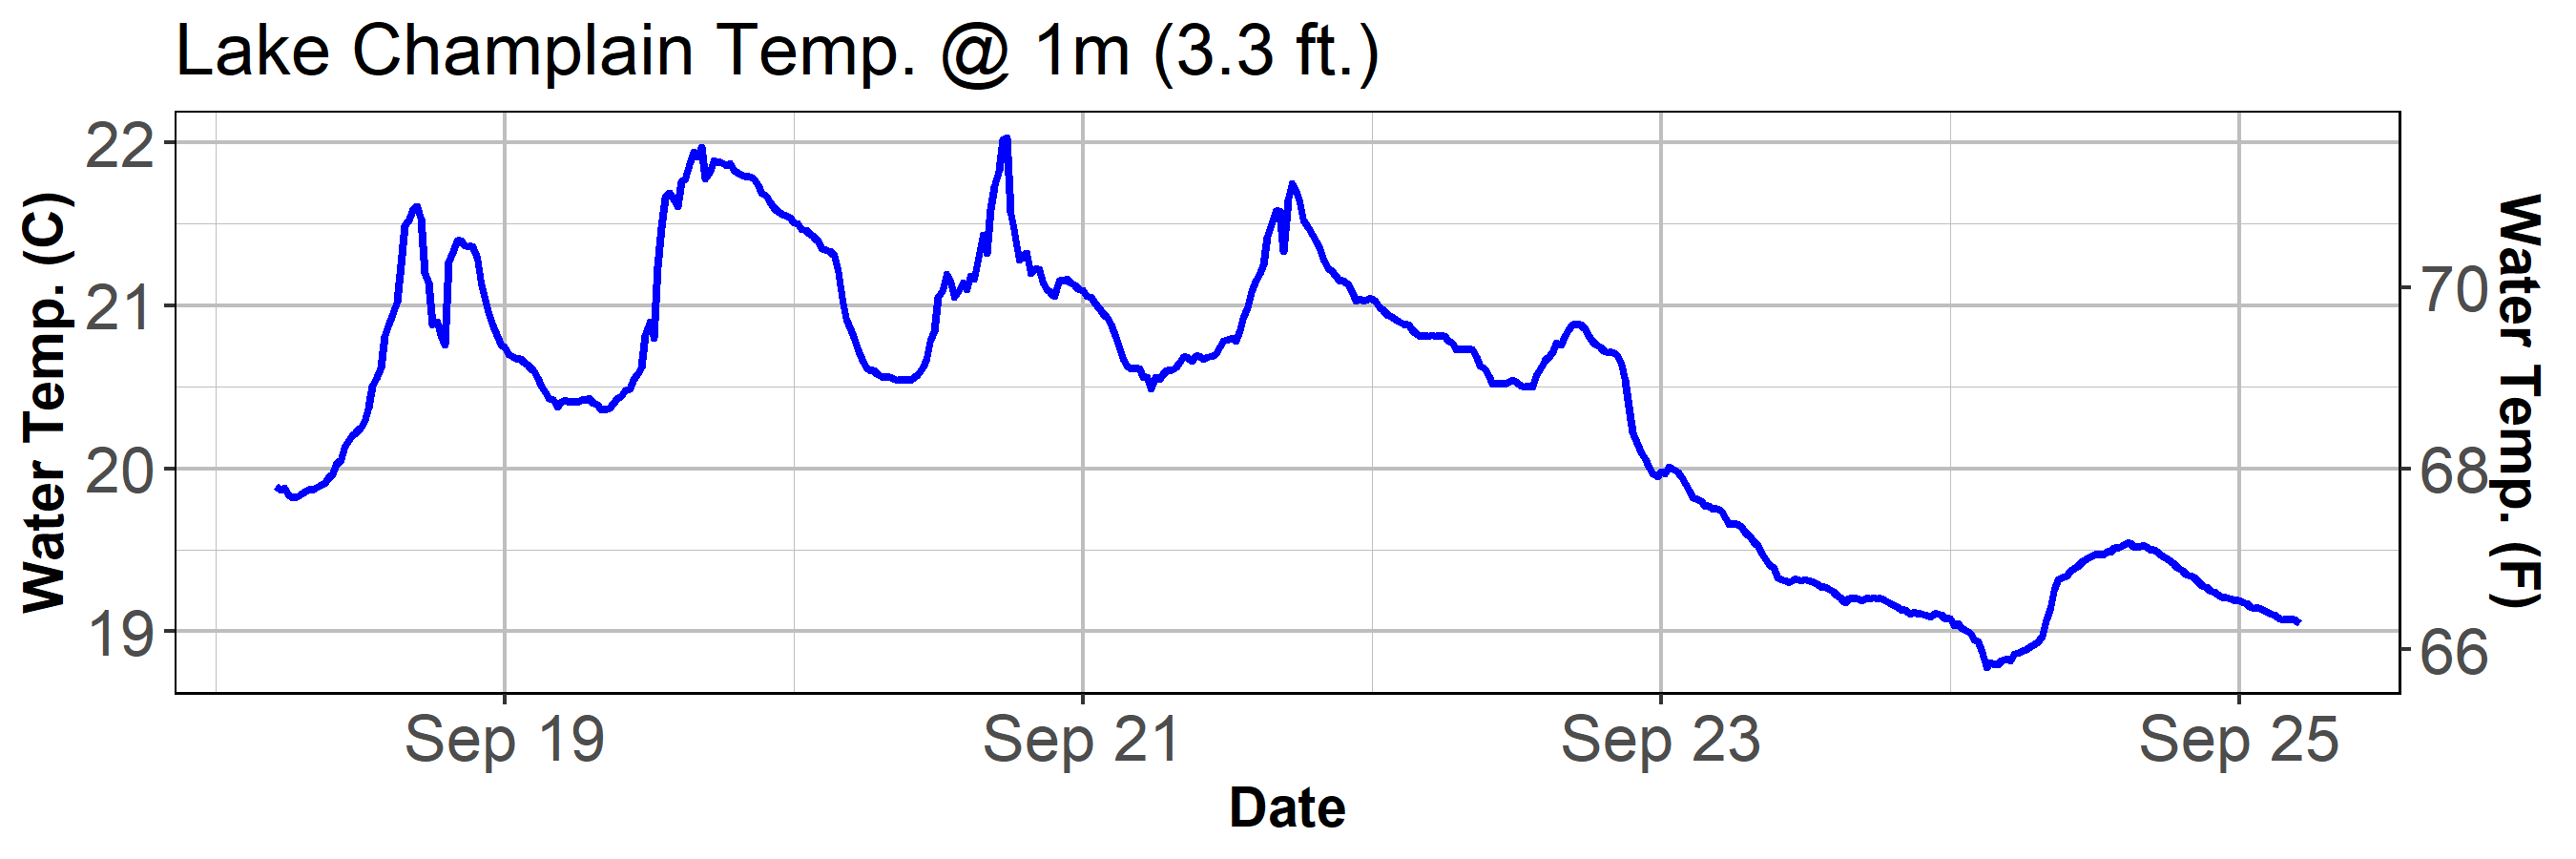 Lake Champlain Temp. @ 1m (3.3 ft.)
Water Temp. (C)
22
21
20
19
70
68
66
Water Temp. (F)
Sep 19
Sep 21
Sep 23
Sep 25
Date